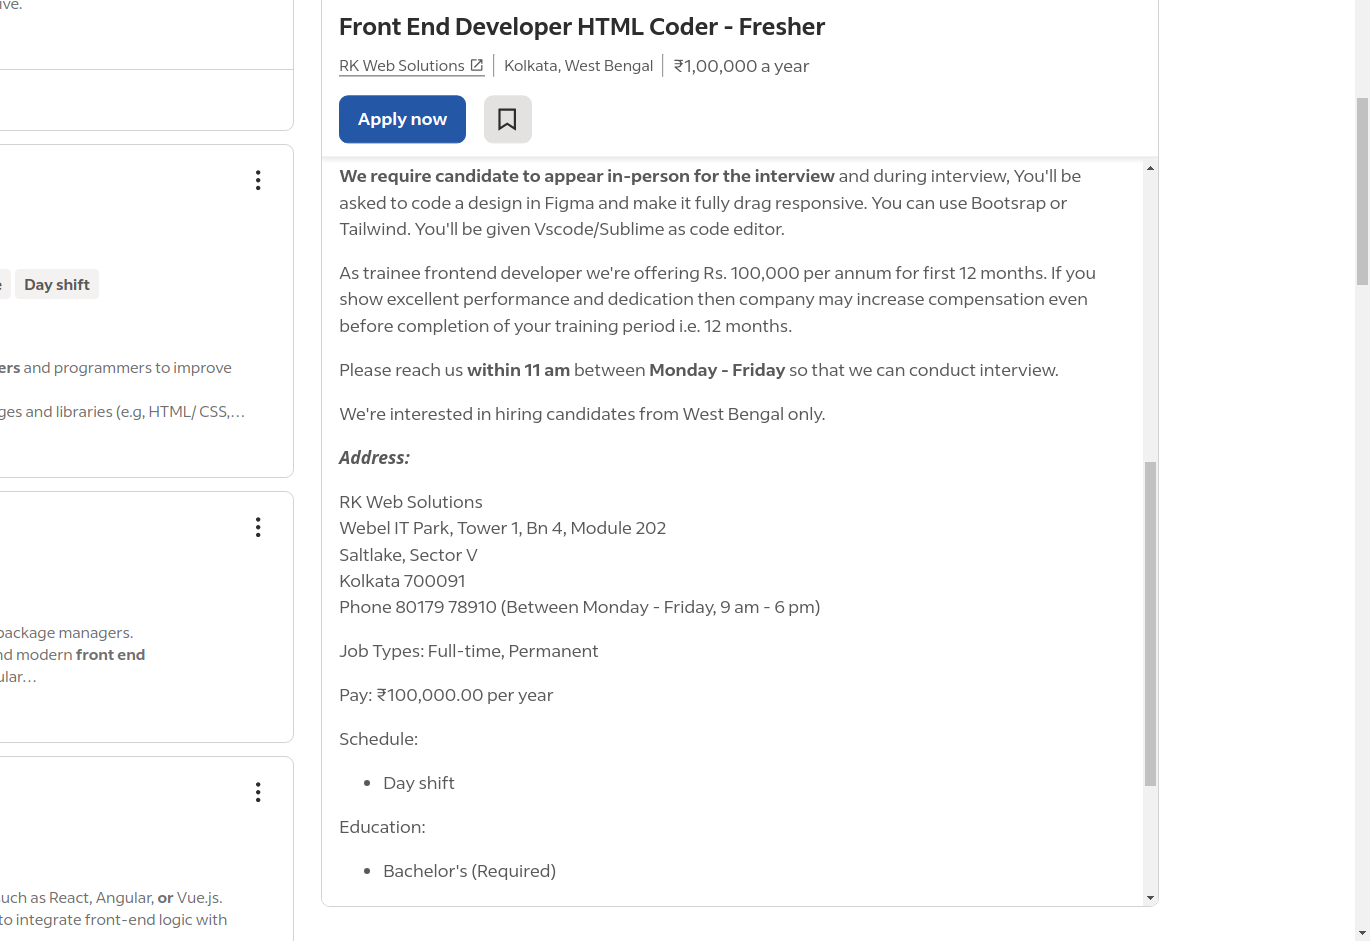 ive.
Day shift
ers and programmers to improve
ges and libraries (e.g, HTML/ CSS,...
package managers.
nd modern front end
ular...
uch as React, Angular, or Vue.js.
to integrate front-end logic with
Front End Developer HTML Coder - Fresher
RK Web Solutions
Kolkata, West Bengal
₹1,00,000 a year
Apply now
We require candidate to appear in-person for the interview and during interview, You'll be
asked to code a design in Figma and make it fully drag responsive. You can use Bootsrap or
Tailwind. You'll be given Vscode/Sublime as code editor.
As trainee frontend developer we're offering Rs. 100,000 per annum for first 12 months. If you
show excellent performance and dedication then company may increase compensation even
before completion of your training period i.e. 12 months.
Please reach us within 11 am between Monday - Friday so that we can conduct interview.
We're interested in hiring candidates from West Bengal only.
Address:
RK Web Solutions
Webel IT Park, Tower 1, Bn 4, Module 202
Saltlake, Sector V
Kolkata 700091
Phone 80179 78910 (Between Monday - Friday, 9 am - 6 pm)
Job Types: Full-time, Permanent
Pay: ₹100,000.00 per year
Schedule:
• Day shift
Education:
• Bachelor's (Required)